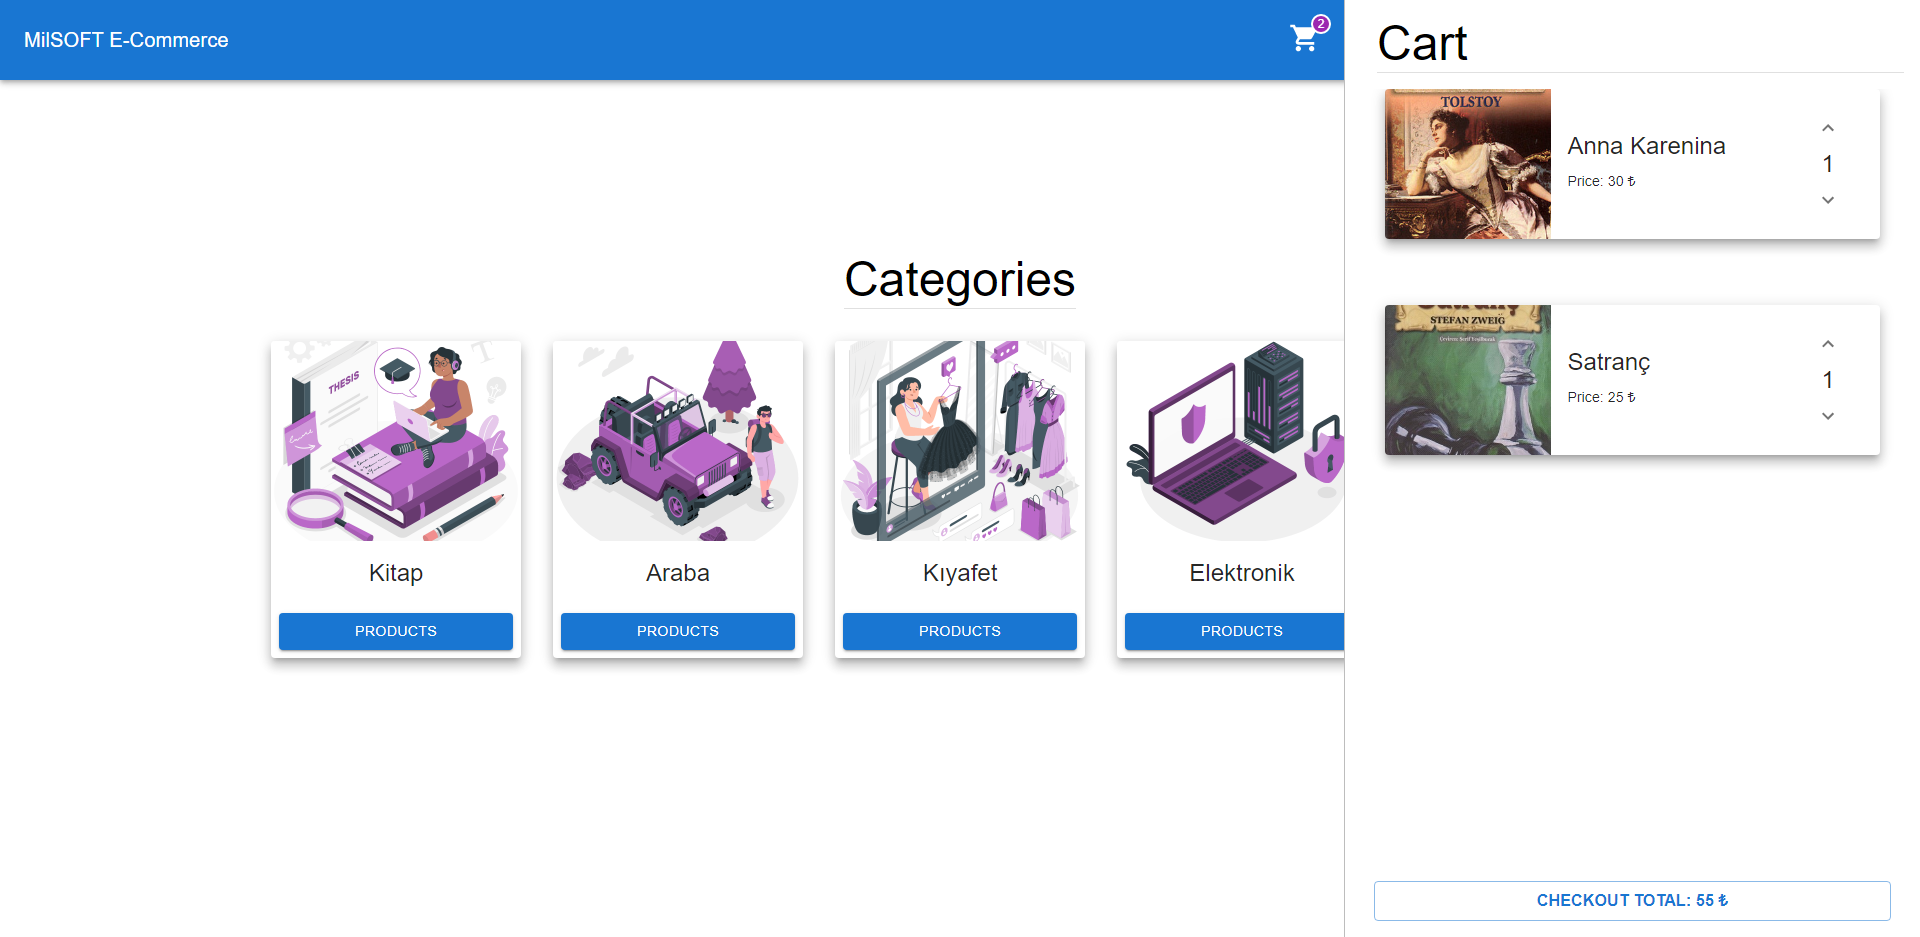 MilSOFT E-Commerce
2
Categories
THESIS
Kitap
PRODUCTS
Araba
PRODUCTS
Kıyafet
PRODUCTS
Elektronik
PRODUCTS
Cart
TOLSTOY
Anna Karenina
Price: 30 ₺
1
STEFAN ZWEIG
Satranç
Price: 25 ₺
1
CHECKOUT TOTAL: 55 ₺